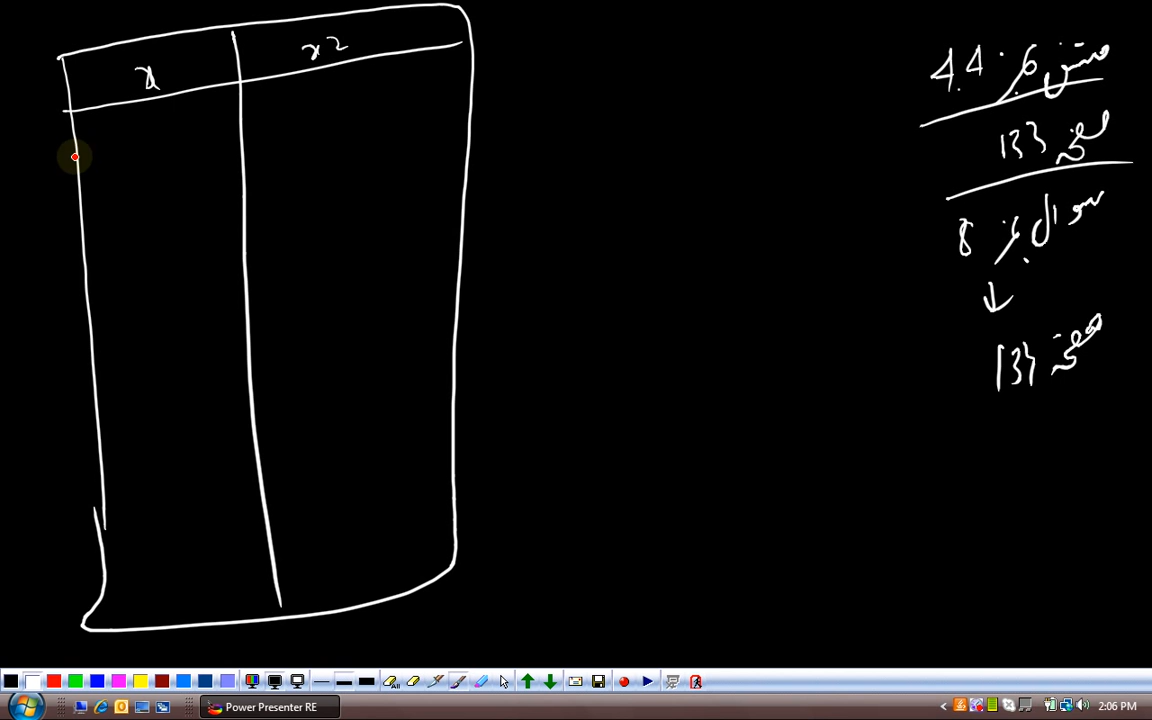 x x2
مشق نمبر 4.4
صفحہ 133
سوال نمبر 8
↓
صفحہ 133
Power Presenter RE
2:06 PM